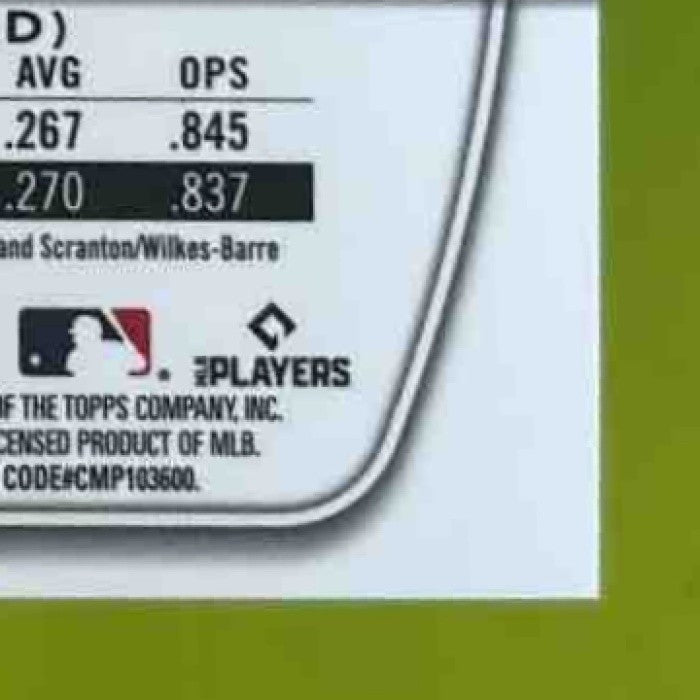 D)
AVG OPS
.267 .845
.270 .837
and Scranton/Wilkes-Barre
MLB PLAYERS
OF THE TOPPS COMPANY, INC.
CENSED PRODUCT OF MLB.
CODE#CMP103600.